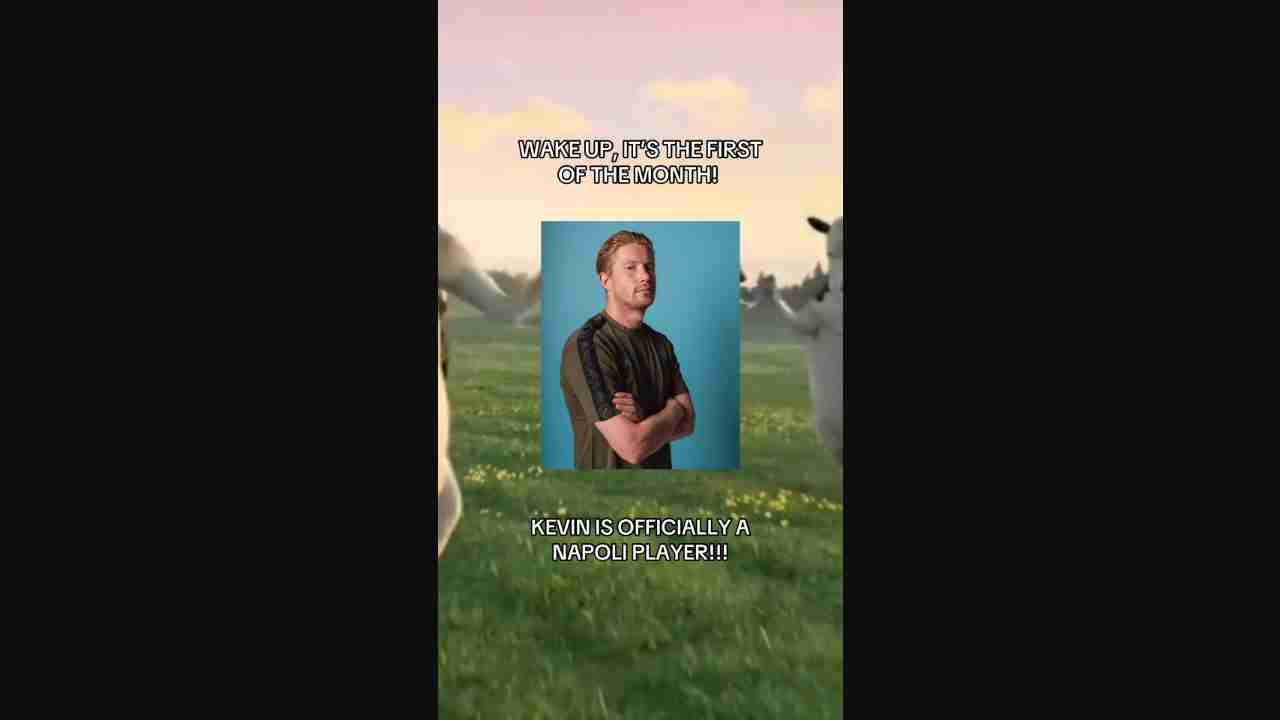 WAKE UP, IT'S THE FIRST
OF THE MONTH!
KEVIN IS OFFICIALLY A
NAPOLI PLAYER!!!